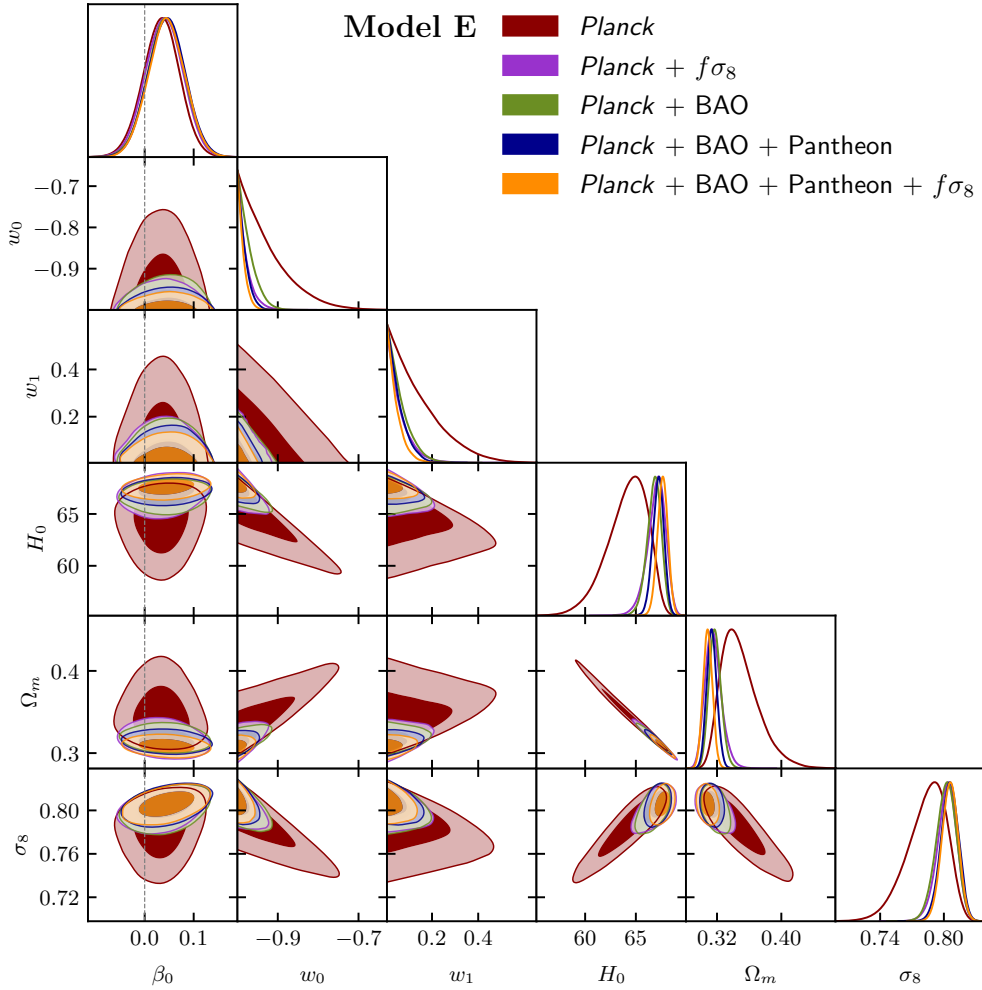 Model E
Planck
Planck + fσ₈
Planck + BAO
Planck + BAO + Pantheon
Planck + BAO + Pantheon + fσ₈
w₀
−0.7
−0.8
−0.9
w₁
0.4
0.2
H₀
65
60
Ω_m
0.4
0.3
σ₈
0.80
0.76
0.72
0.0 0.1 −0.9 −0.7 0.2 0.4 60 65 0.32 0.40 0.74 0.80
β₀ w₀ w₁ H₀ Ω_m σ₈